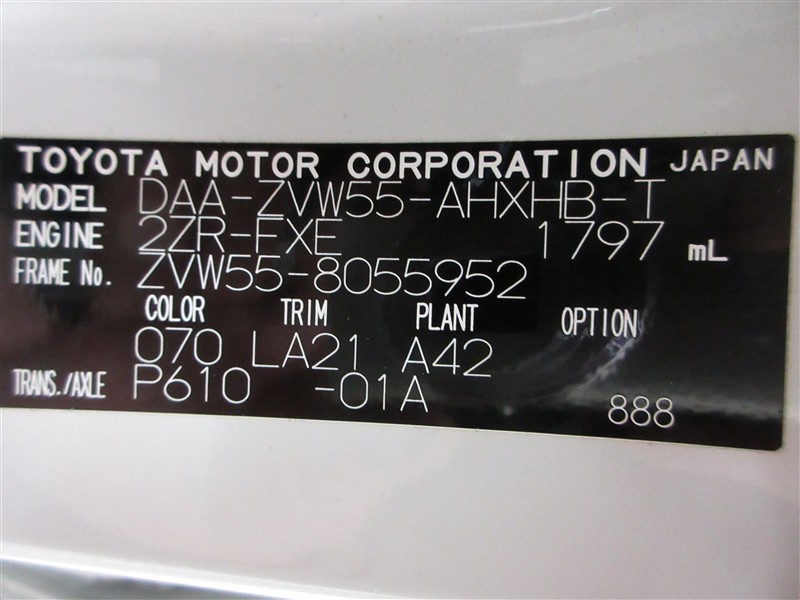 TOYOTA MOTOR CORPORATION JAPAN
MODEL DAA-ZVW55-AHXHB-T
ENGINE 2ZR-FXE 1797 mL
FRAME No. ZVW55-8055952
COLOR TRIM PLANT OPTION
070 LA21 A42
TRANS./AXLE P610 -01A 888